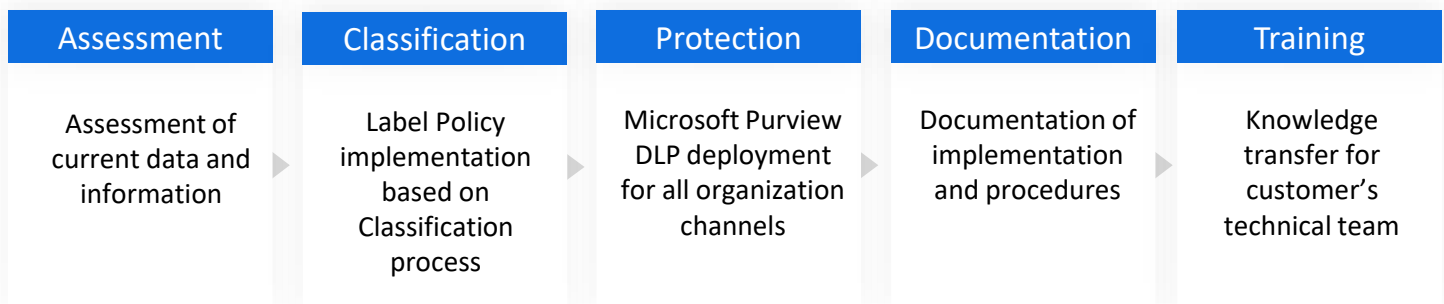 Assessment
Assessment of
current data and
information
Classification
Label Policy
implementation
based on
Classification
process
Protection
Microsoft Purview
DLP deployment
for all organization
channels
Documentation
Documentation of
implementation
and procedures
Training
Knowledge
transfer for
customer’s
technical team